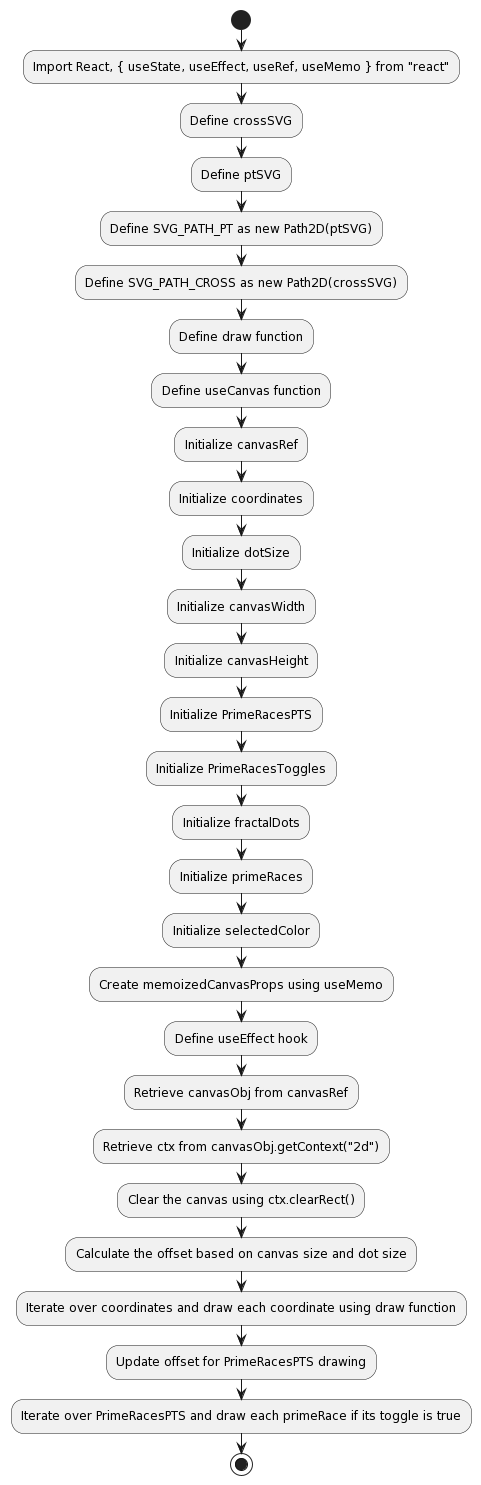 Import React, { useState, useEffect, useRef, useMemo } from "react"
Define crossSVG
Define ptSVG
Define SVG_PATH_PT as new Path2D(ptSVG)
Define SVG_PATH_CROSS as new Path2D(crossSVG)
Define draw function
Define useCanvas function
Initialize canvasRef
Initialize coordinates
Initialize dotSize
Initialize canvasWidth
Initialize canvasHeight
Initialize PrimeRacesPTS
Initialize PrimeRacesToggles
Initialize fractalDots
Initialize primeRaces
Initialize selectedColor
Create memoizedCanvasProps using useMemo
Define useEffect hook
Retrieve canvasObj from canvasRef
Retrieve ctx from canvasObj.getContext("2d")
Clear the canvas using ctx.clearRect()
Calculate the offset based on canvas size and dot size
Iterate over coordinates and draw each coordinate using draw function
Update offset for PrimeRacesPTS drawing
Iterate over PrimeRacesPTS and draw each primeRace if its toggle is true